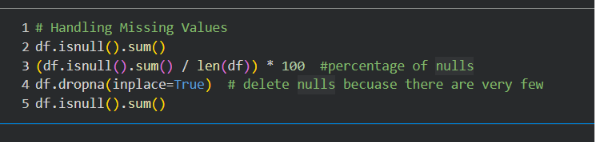 1 # Handling Missing Values
2 df.isnull().sum()
3 (df.isnull().sum() / len(df)) * 100  #percentage of nulls
4 df.dropna(inplace=True)  # delete nulls becuase there are very few
5 df.isnull().sum()